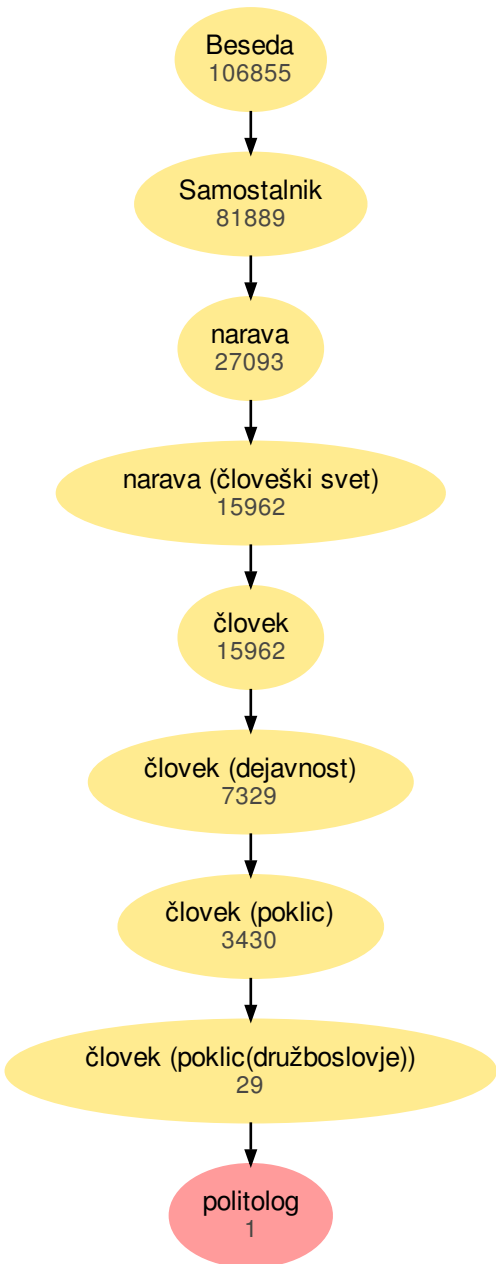 Beseda
106855
Samostalnik
81889
narava
27093
narava (človeški svet)
15962
človek
15962
človek (dejavnost)
7329
človek (poklic)
3430
človek (poklic(družboslovje))
29
politolog
1